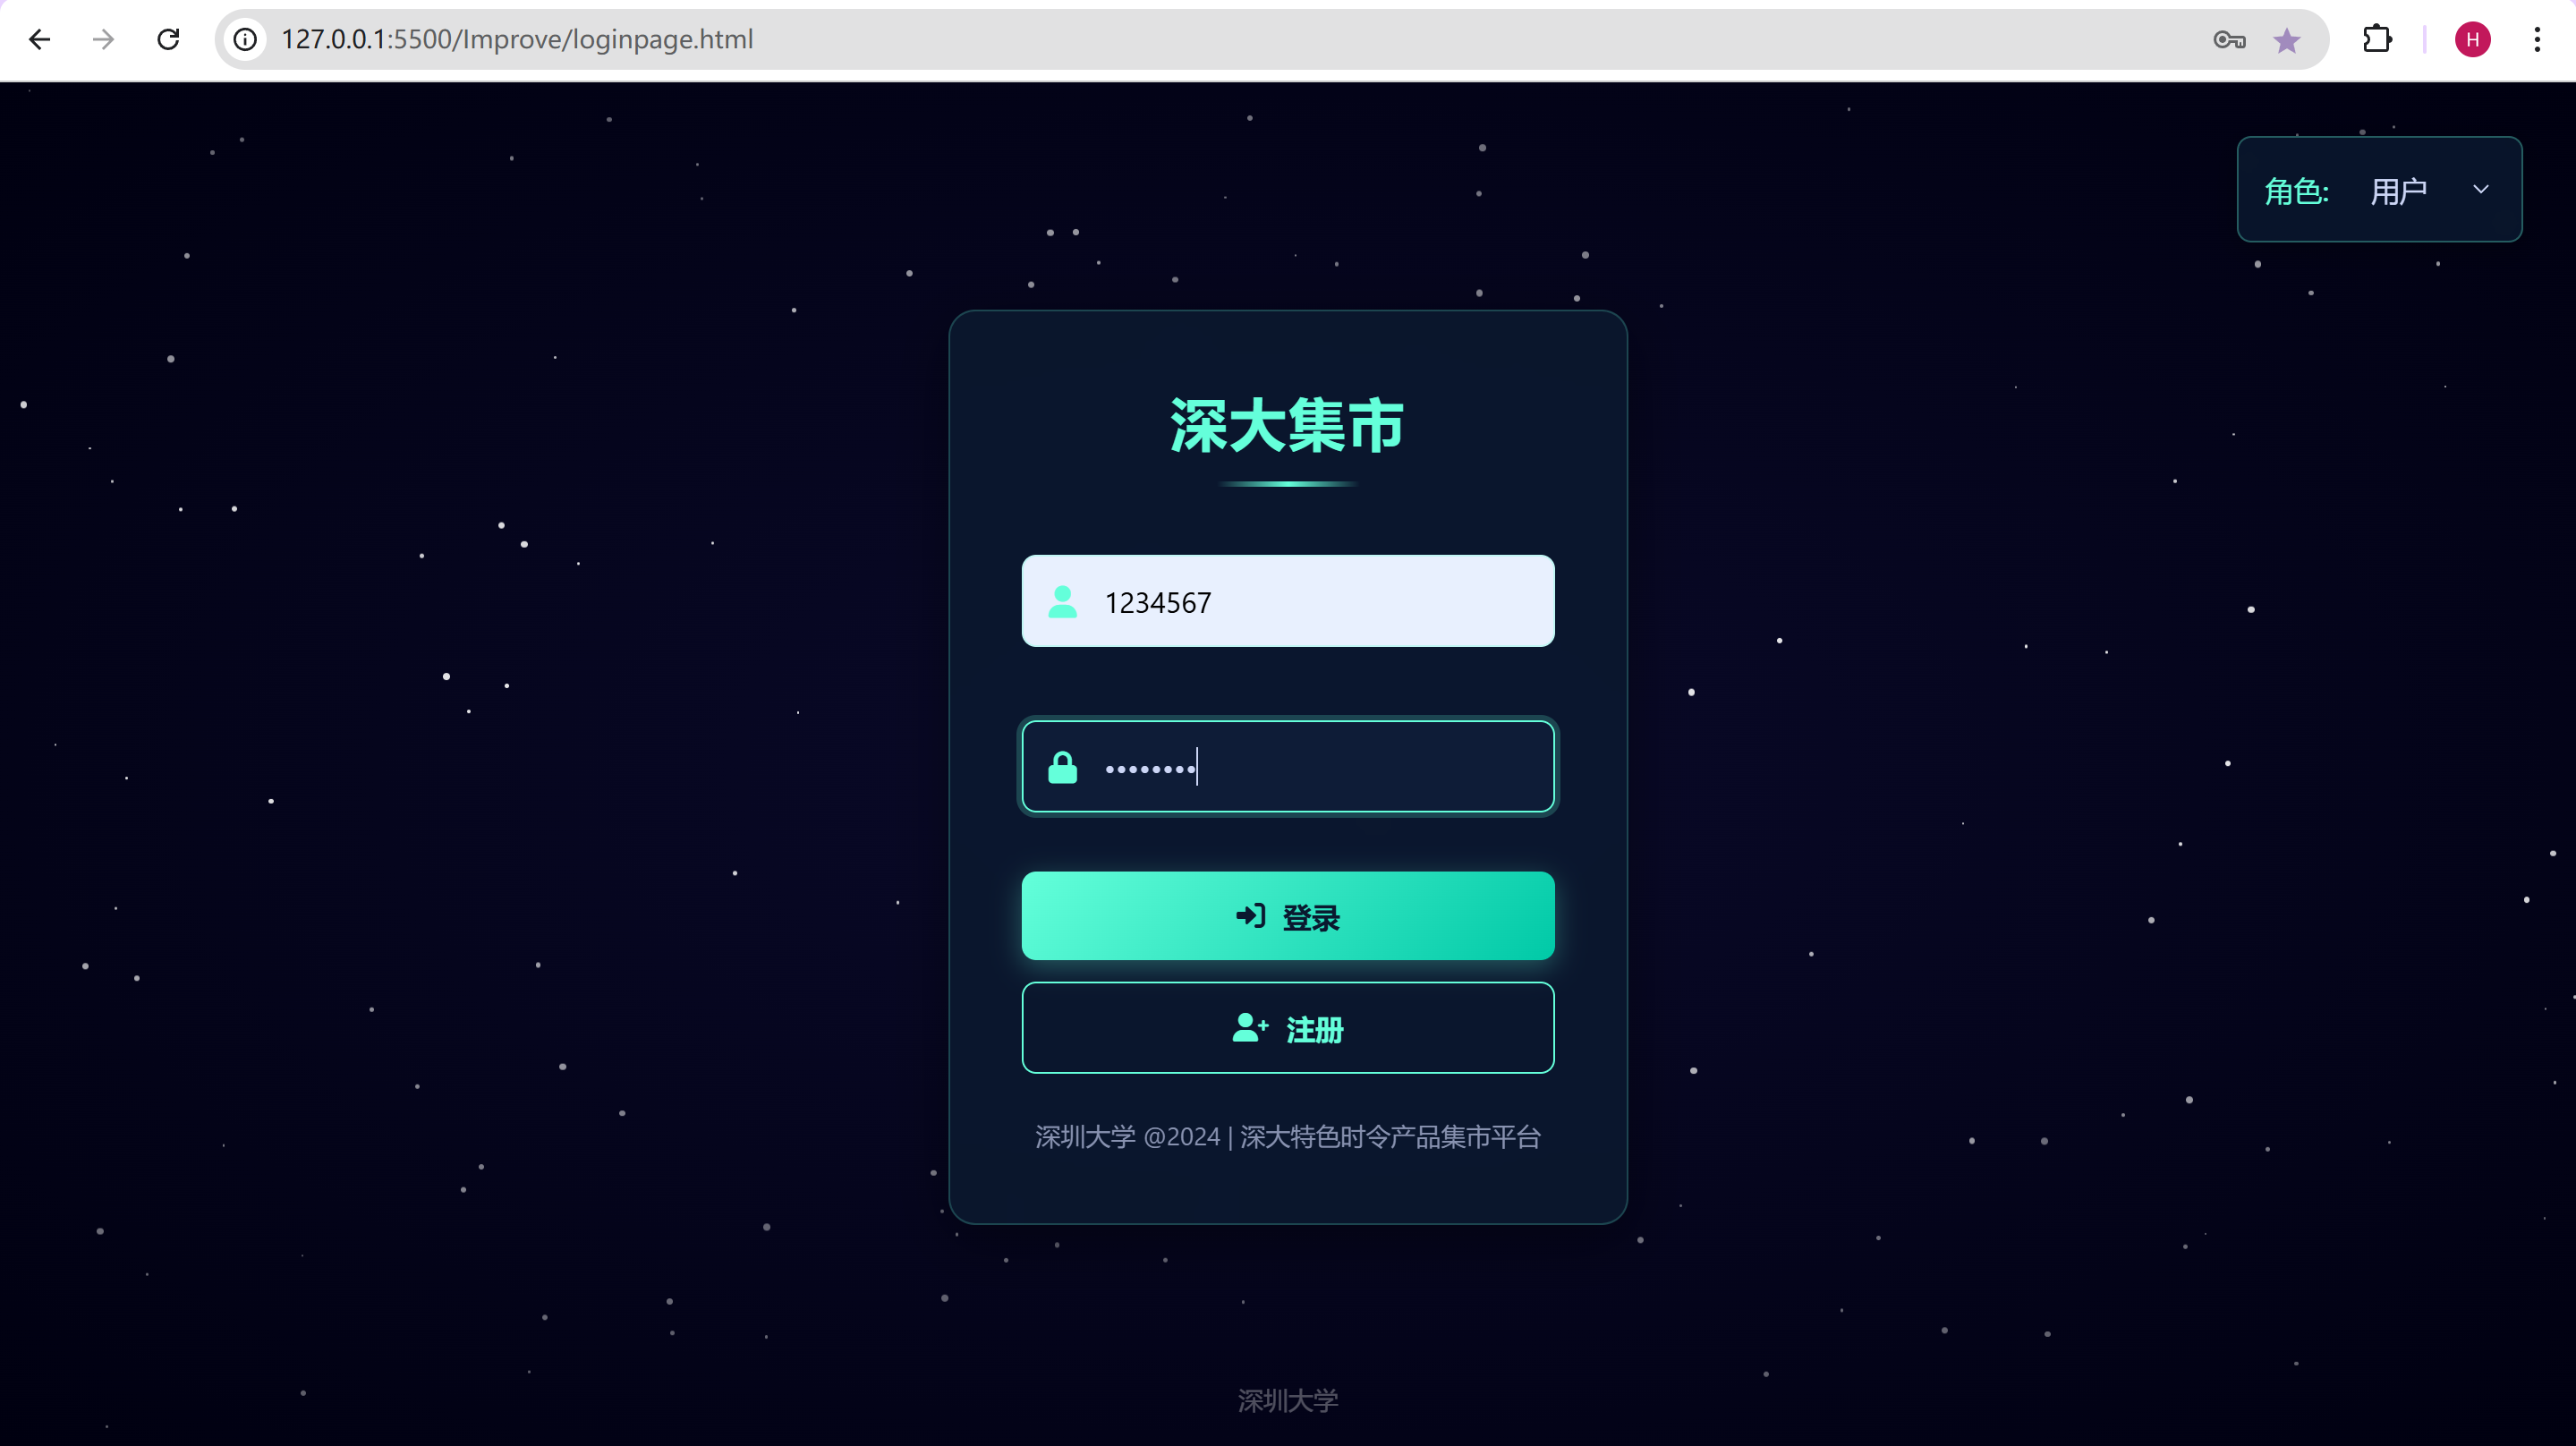 127.0.0.1:5500/Improve/loginpage.html
H
角色: 用户
深大集市
1234567
••••••••
登录
注册
深圳大学 @2024 | 深大特色时令产品集市平台
深圳大学